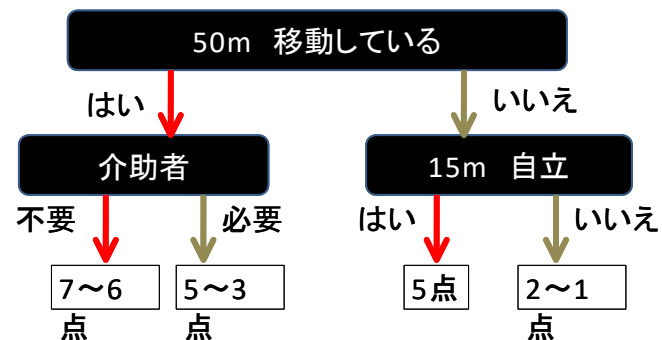 50m 移動している
はい
いいえ
介助者
15m 自立
不要
必要
はい
いいえ
7～6
点
5～3
点
5点
2～1
点